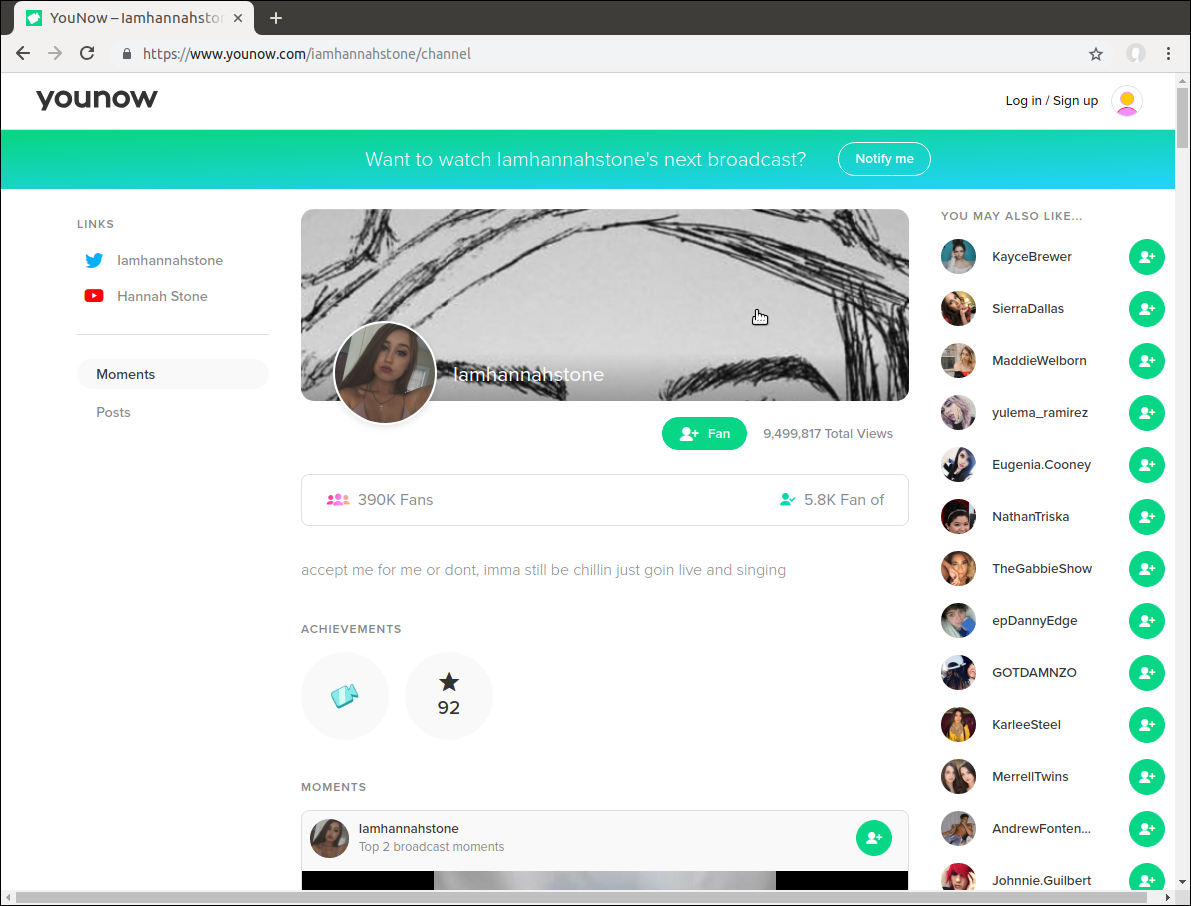 YouNow – Iamhannahsto
https://www.younow.com/iamhannahstone/channel
younow
Log in / Sign up
Want to watch Iamhannahstone's next broadcast?
Notify me
LINKS
Iamhannahstone
Hannah Stone
Moments
Posts
Iamhannahstone
Fan
9,499,817 Total Views
390K Fans
5.8K Fan of
accept me for me or dont, imma still be chillin just goin live and singing
ACHIEVEMENTS
92
MOMENTS
Iamhannahstone
Top 2 broadcast moments
YOU MAY ALSO LIKE...
KayceBrewer
SierraDallas
MaddieWelborn
yulema_ramirez
Eugenia.Cooney
NathanTriska
TheGabbieShow
epDannyEdge
GOTDAMNZO
KarleeSteel
MerrellTwins
AndrewFonten...
Johnnie.Guilbert